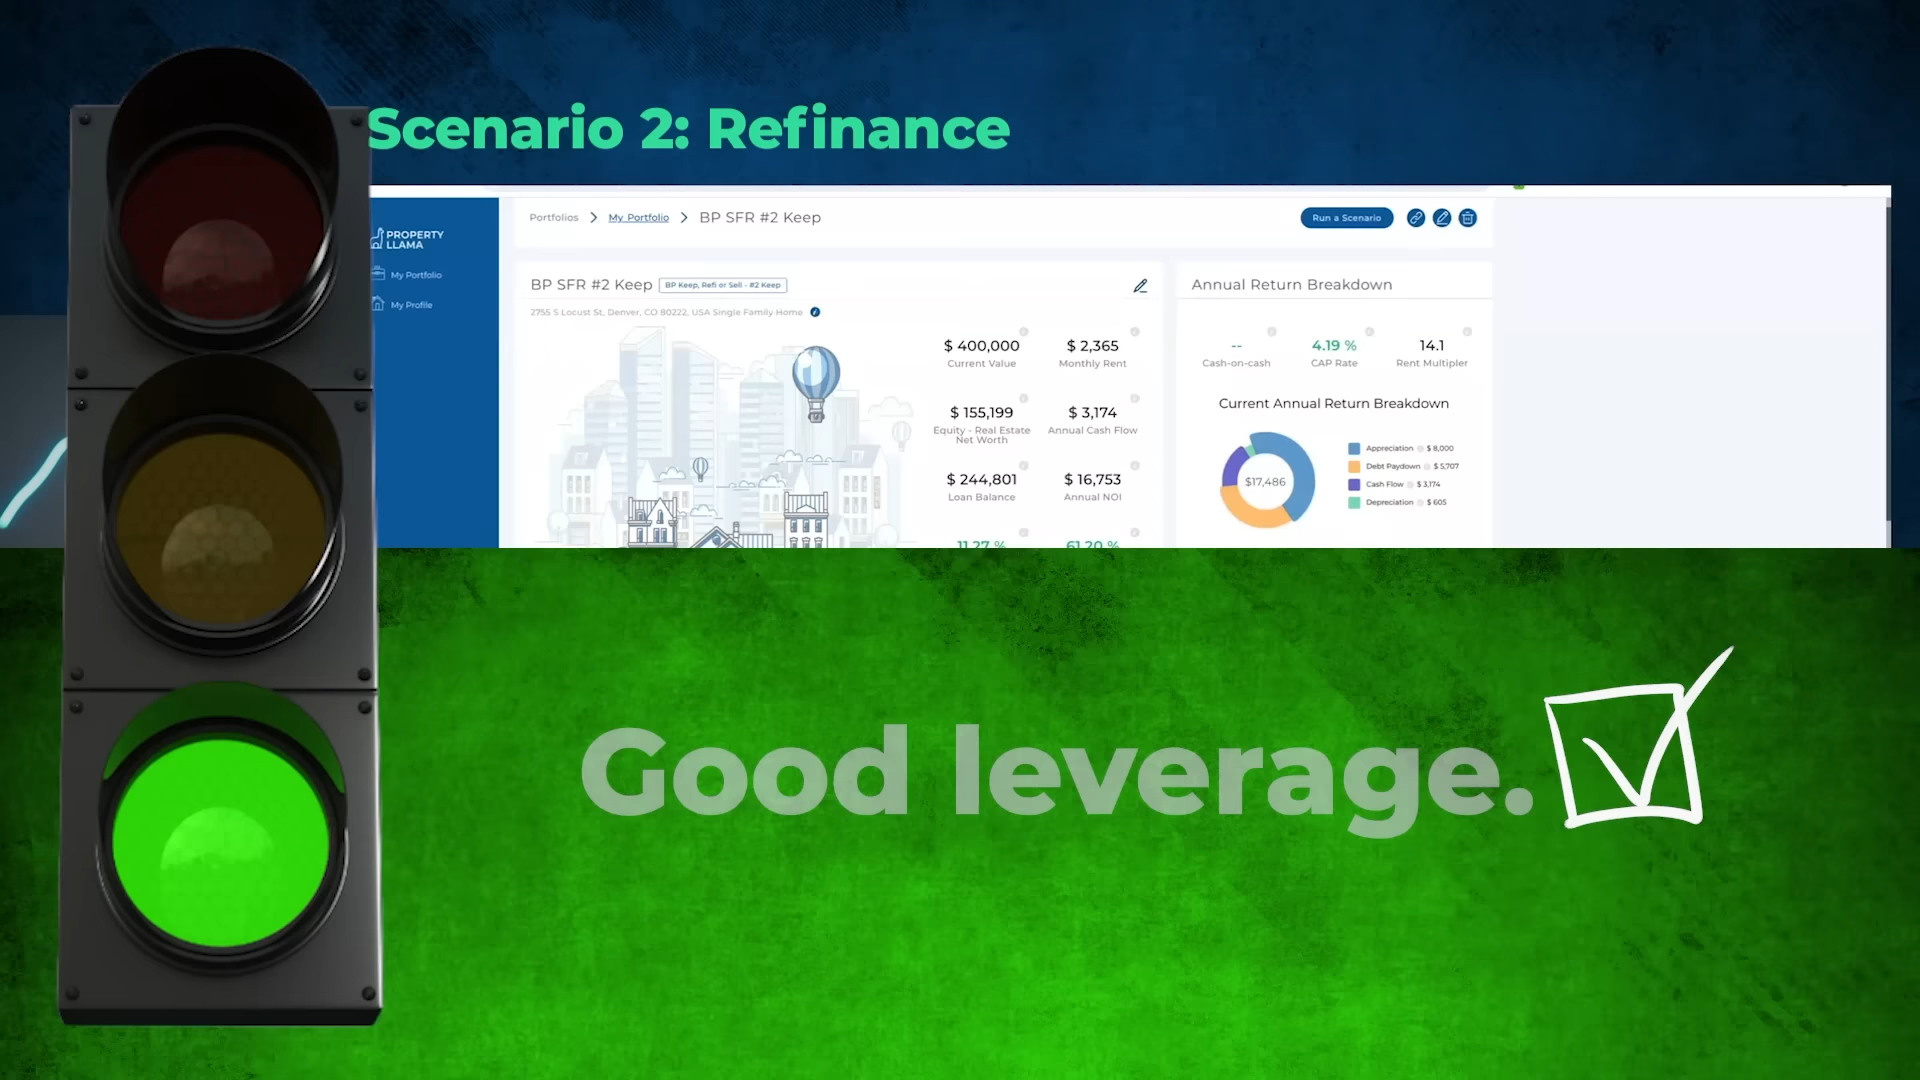 Scenario 2: Refinance
PROPERTY
LLAMA
My Portfolio
My Profile
Portfolios
My Portfolio
BP SFR #2 Keep
Run a Scenario
BP SFR #2 Keep
BP Keep, Refi or Sell - #2 Keep
2755 S Locust St, Denver, CO 80222, USA Single Family Home
$ 400,000
Current Value
$ 2,365
Monthly Rent
$ 155,199
Equity - Real Estate
Net Worth
$ 3,174
Annual Cash Flow
$ 244,801
Loan Balance
$ 16,753
Annual NOI
11.27 %
61.20 %
Annual Return Breakdown
--
Cash-on-cash
4.19 %
CAP Rate
14.1
Rent Multipler
Current Annual Return Breakdown
$17,486
Appreciation $ 8,000
Debt Paydown $ 5,707
Cash Flow $ 3,174
Depreciation $ 605
Good leverage.